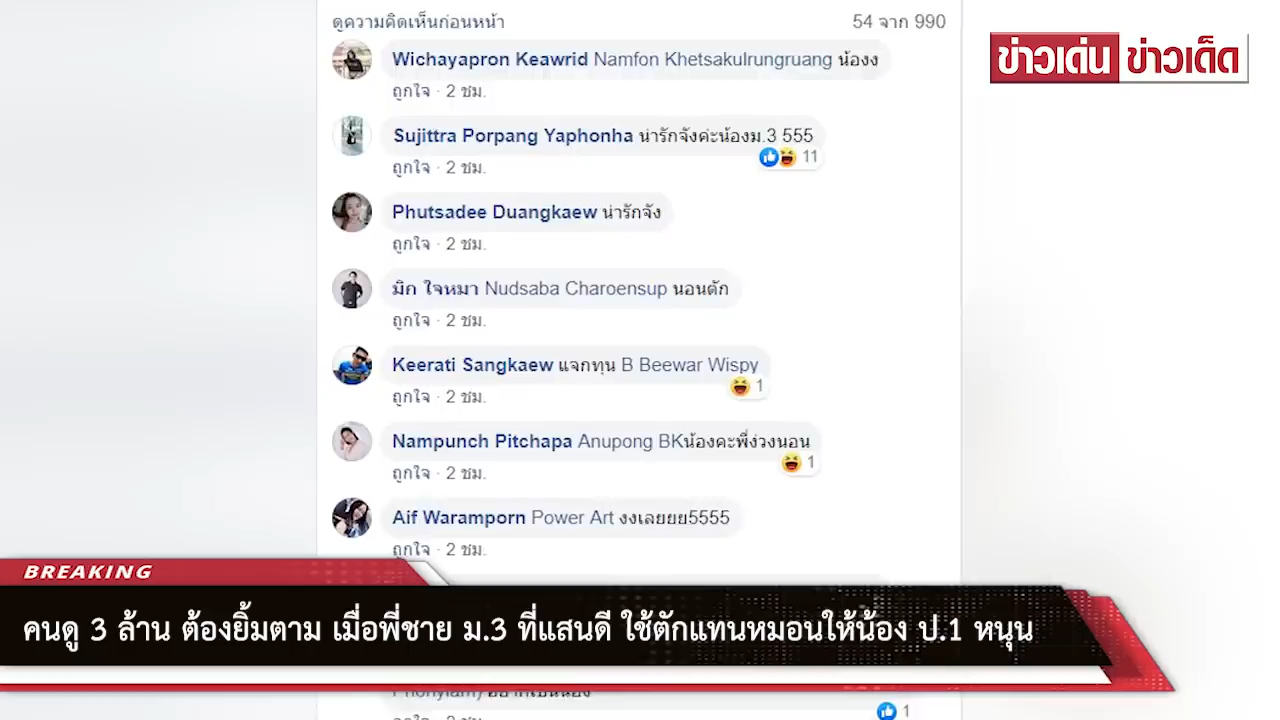 ดูความคิดเห็นก่อนหน้า 54 จาก 990
ข่าวเด่น ข่าวเด็ด
Wichayapron Keawrid Namfon Khetsakulrungruang น้องง
ถูกใจ · 2 ชม.
Sujittra Porpang Yaphonha น่ารักจังค่ะน้องม.3 555
11
ถูกใจ · 2 ชม.
Phutsadee Duangkaew น่ารักจัง
ถูกใจ · 2 ชม.
มิก ใจหมา Nudsaba Charoensup นอนตัก
ถูกใจ · 2 ชม.
Keerati Sangkaew แจกทุน B Beewar Wispy
1
ถูกใจ · 2 ชม.
Nampunch Pitchapa Anupong BKน้องคะพี่ง่วงนอน
1
ถูกใจ · 2 ชม.
Aif Waramporn Power Art งงเลยยย5555
ถูกใจ · 2 ชม.
BREAKING
คนดู 3 ล้าน ต้องยิ้มตาม เมื่อพี่ชาย ม.3 ที่แสนดี ใช้ตักแทนหมอนให้น้อง ป.1 หนุน
1